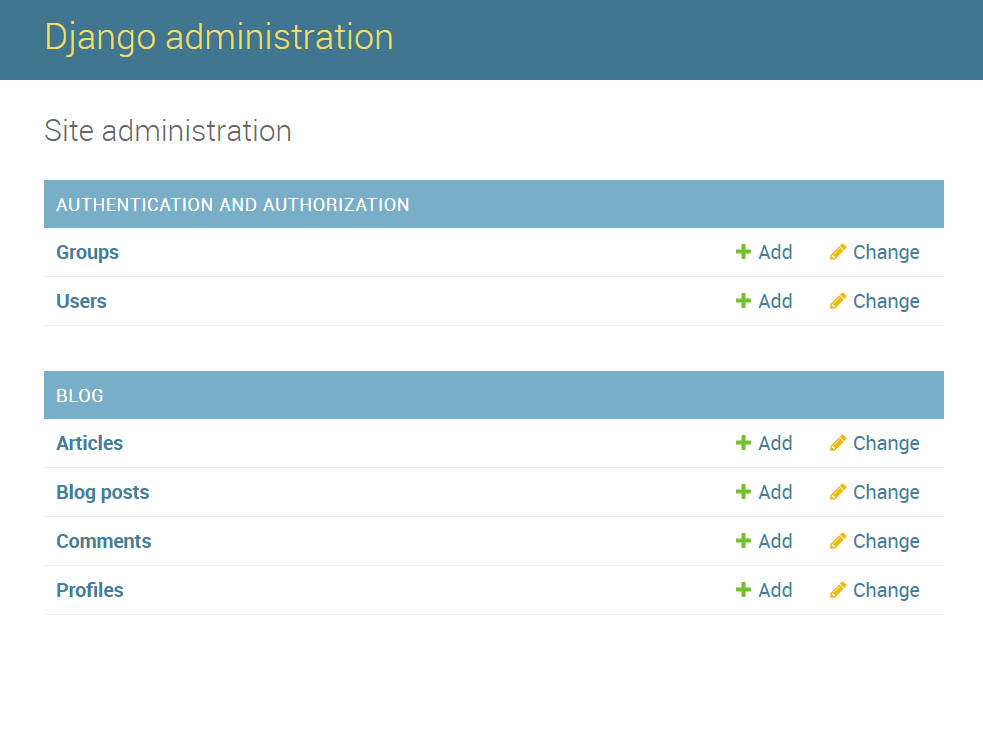 Django administration
Site administration
AUTHENTICATION AND AUTHORIZATION
Groups Add Change
Users Add Change
BLOG
Articles Add Change
Blog posts Add Change
Comments Add Change
Profiles Add Change